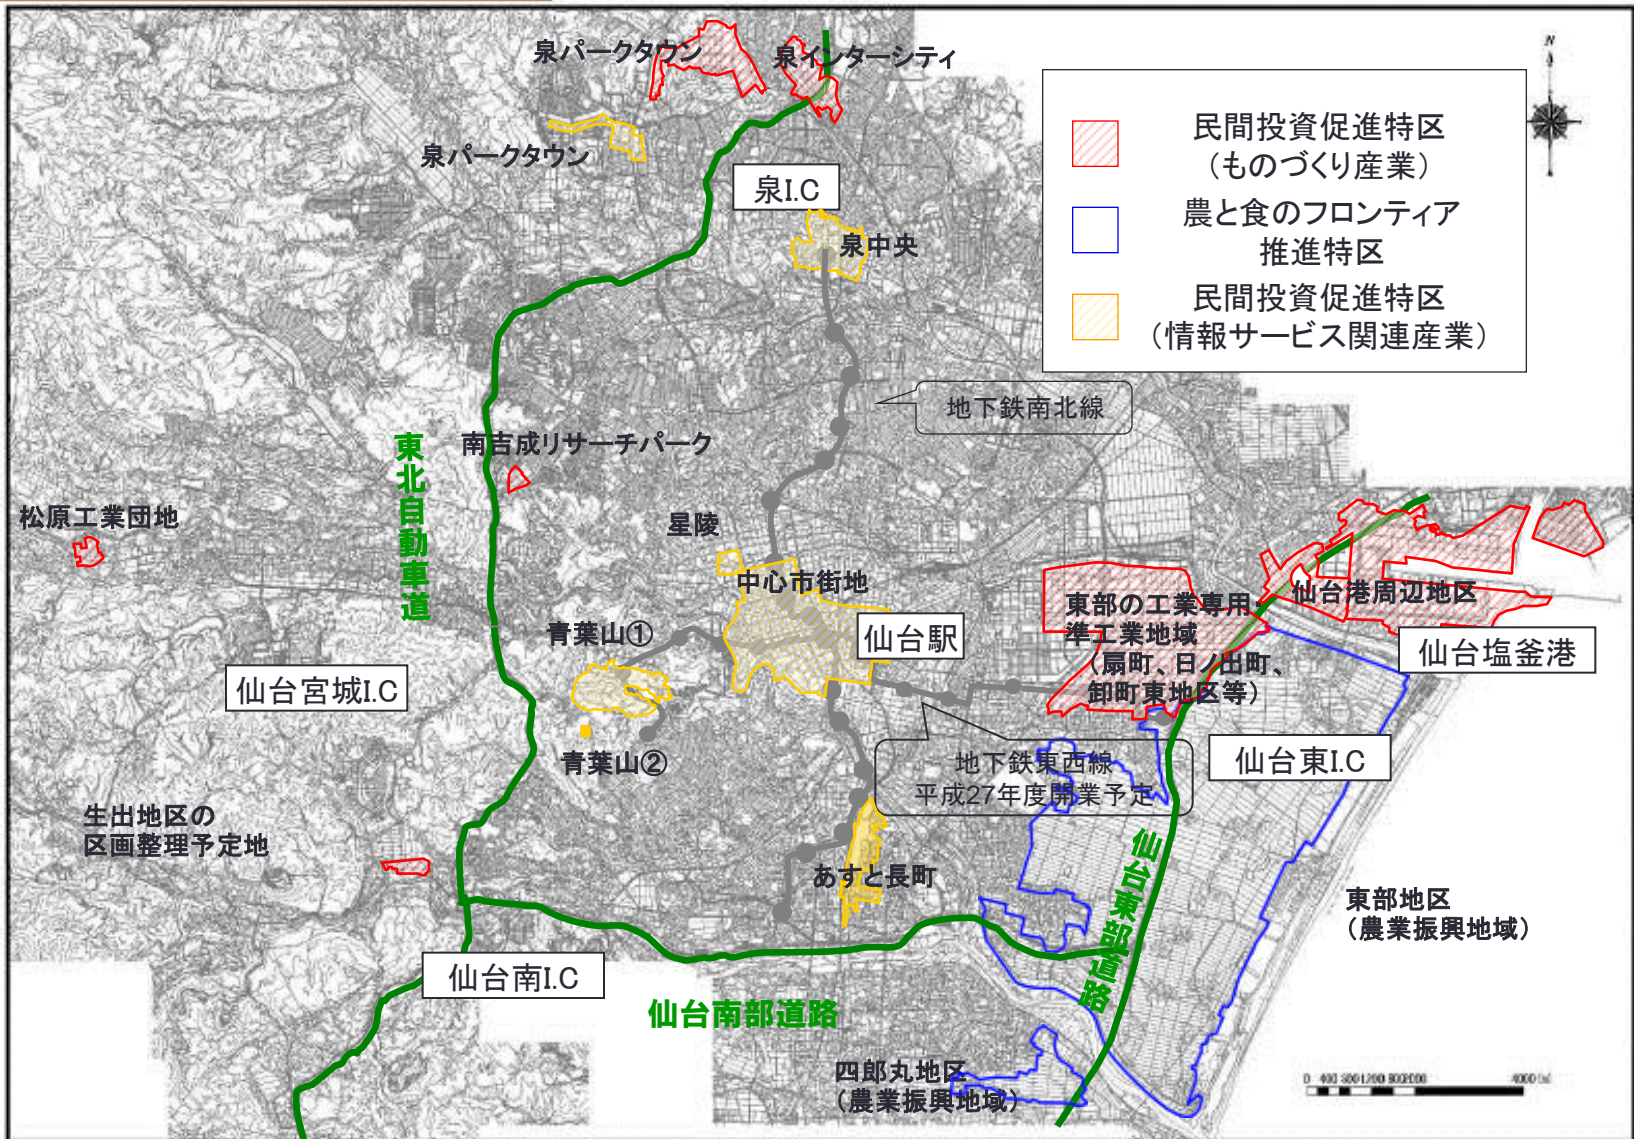 泉パークタウン
泉インターシティ
N
民間投資促進特区
（ものづくり産業）
農と食のフロンティア
推進特区
民間投資促進特区
（情報サービス関連産業）
泉パークタウン
泉I.C
泉中央
地下鉄南北線
東北自動車道
南吉成リサーチパーク
松原工業団地
星陵
中心市街地
仙台港周辺地区
東部の工業専用・
準工業地域
（扇町、日ノ出町、
卸町東地区等）
青葉山①
仙台駅
仙台塩釜港
仙台宮城I.C
青葉山②
地下鉄東西線
平成27年度開業予定
仙台東I.C
生出地区の
区画整理予定地
あすと長町
仙台東部道路
東部地区
（農業振興地域）
仙台南I.C
仙台南部道路
四郎丸地区
（農業振興地域）
0